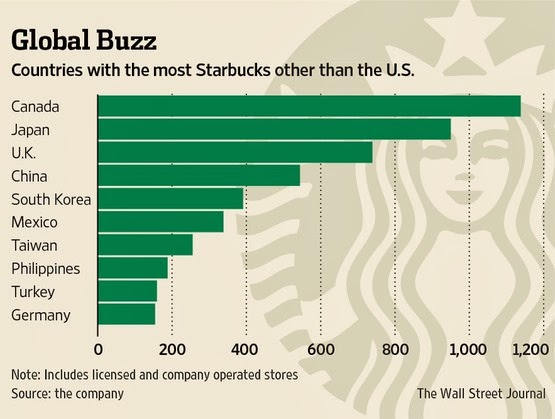 Global Buzz
Countries with the most Starbucks other than the U.S.
Canada
Japan
U.K.
China
South Korea
Mexico
Taiwan
Philippines
Turkey
Germany
0 200 400 600 800 1,000 1,200
Note: Includes licensed and company operated stores
Source: the company The Wall Street Journal